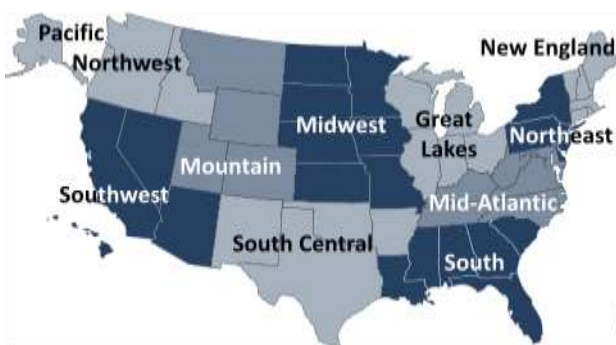 Pacific
Northwest
New England
Midwest
Great
Lakes
Northeast
Mountain
Southwest
Mid-Atlantic
South Central
South